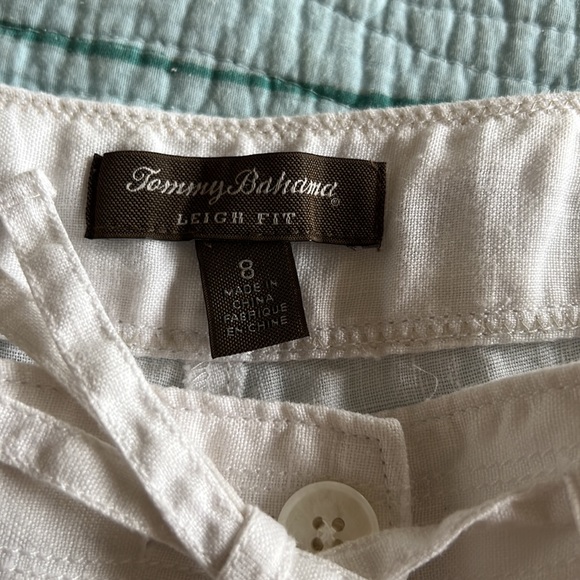 Tommy Bahama®
LEIGH FIT
8
MADE IN
CHINA
FABRIQUE
EN CHINE